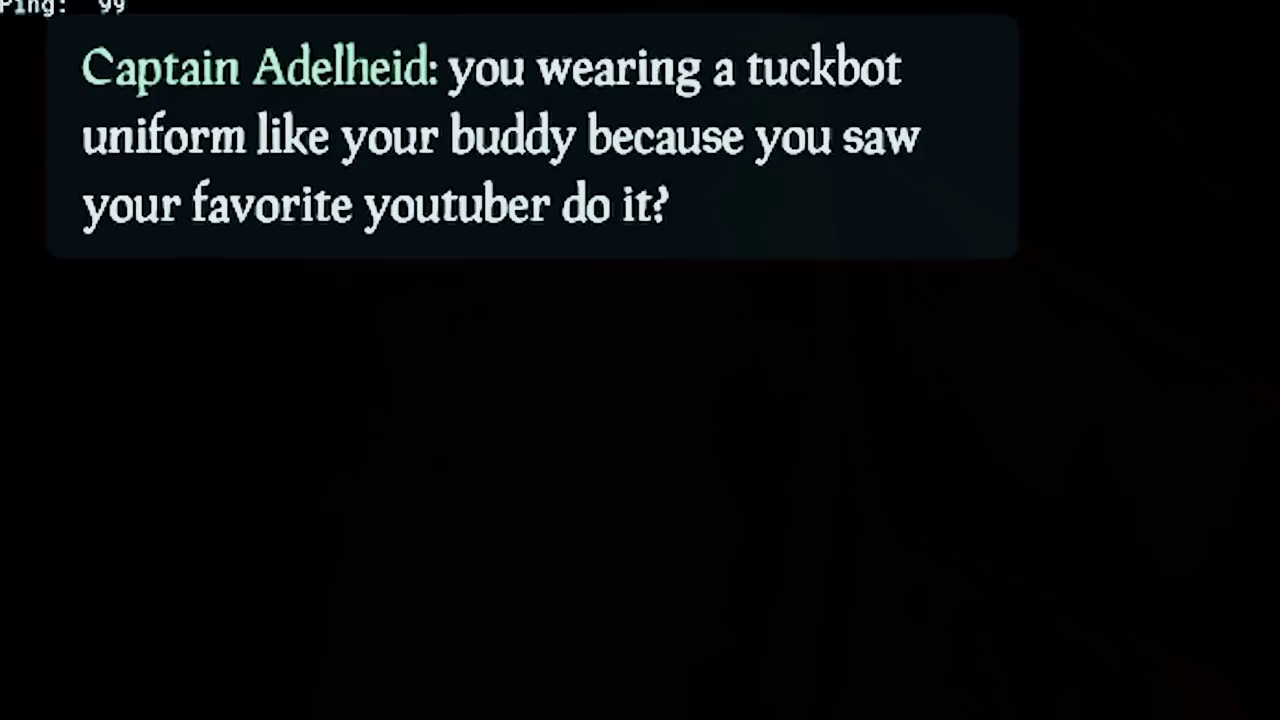 Ping: 99
Captain Adelheid: you wearing a tuckbot
uniform like your buddy because you saw
your favorite youtuber do it?